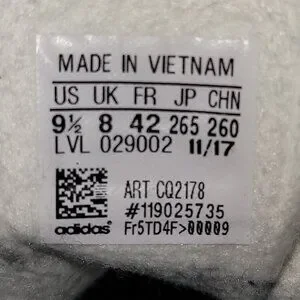 MADE IN VIETNAM
US UK FR JP CHN
9½ 8 42 265 260
LVL 029002 11/17
ART CQ2178
#119025735
adidas Fr5TD4F>00009